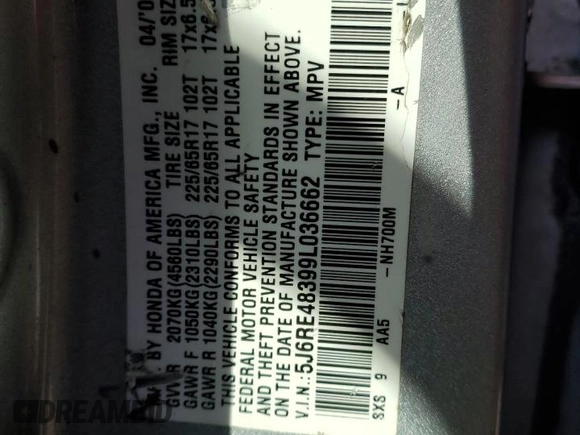 BY HONDA OF AMERICA MFG., INC. 04/'0
GVWR 2070KG(4560LBS) TIRE SIZE RIM SIZE
GAWR F 1050KG(2310LBS) 225/65R17 102T 17x6.5
GAWR R 1040KG(2290LBS) 225/65R17 102T 17x6.5
THIS VEHICLE CONFORMS TO ALL APPLICABLE
FEDERAL MOTOR VEHICLE SAFETY
AND THEFT PREVENTION STANDARDS IN EFFECT
ON THE DATE OF MANUFACTURE SHOWN ABOVE.
V.I.N.: 5J6RE48399L036662 TYPE: MPV
SXS 9 AA5 -NH700M -A
DREAMBID